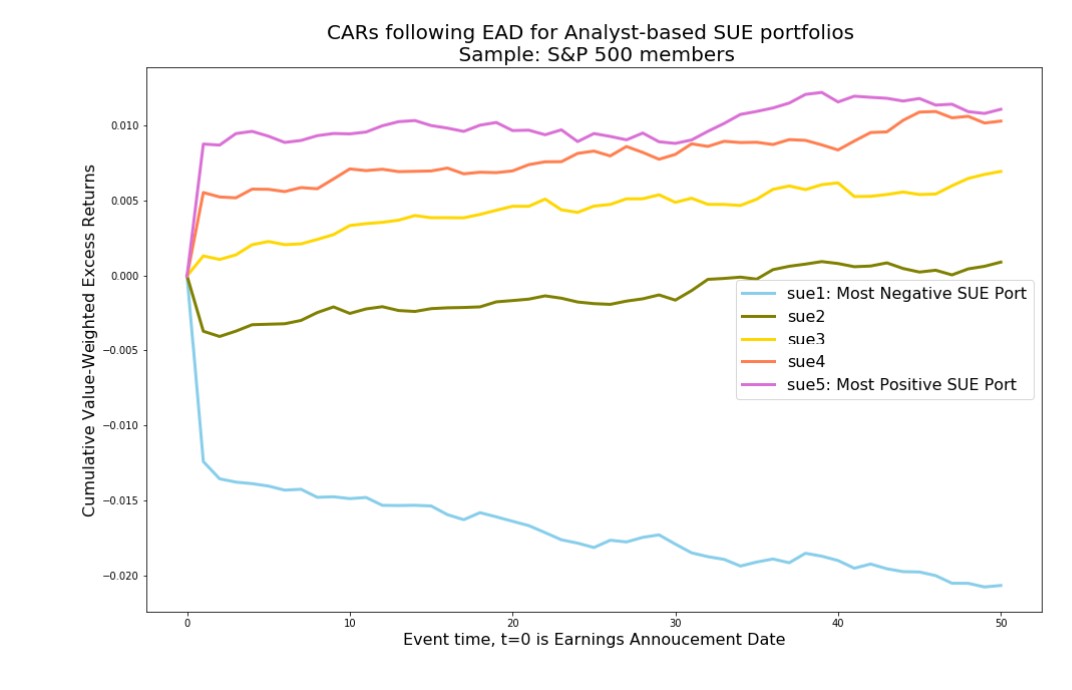 CARs following EAD for Analyst-based SUE portfolios
Sample: S&P 500 members
Cumulative Value-Weighted Excess Returns
0.010
0.005
0.000
−0.005
−0.010
−0.015
−0.020
sue1: Most Negative SUE Port
sue2
sue3
sue4
sue5: Most Positive SUE Port
0 10 20 30 40 50
Event time, t=0 is Earnings Annoucement Date